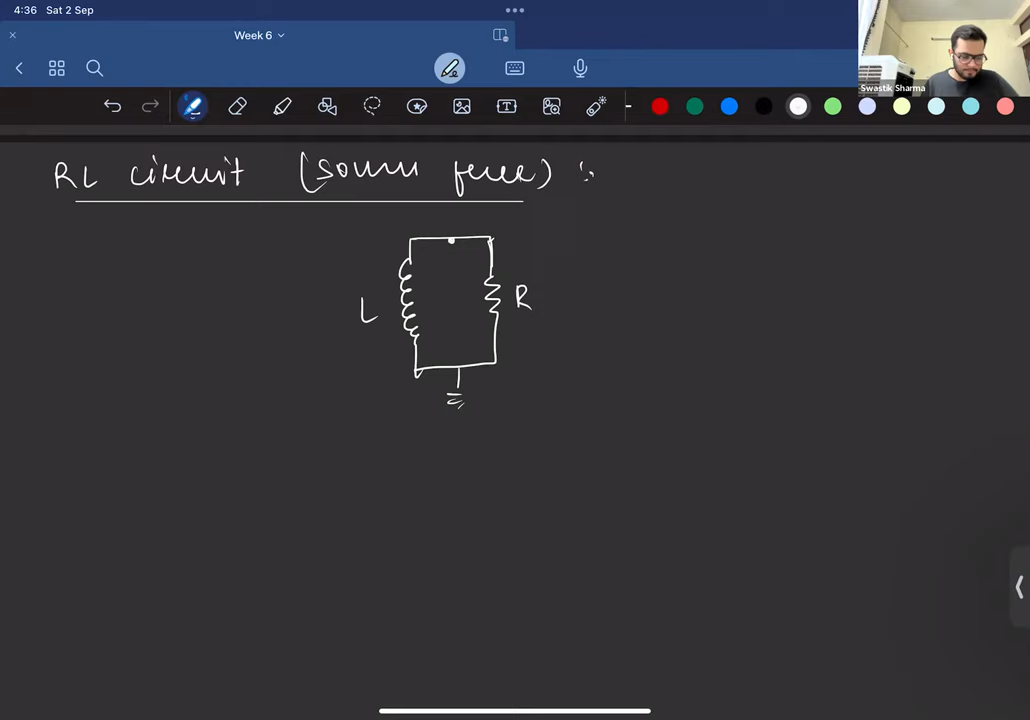 4:36 Sat 2 Sep
Week 6
Swastik Sharma
RL circuit (source free) :
L
R